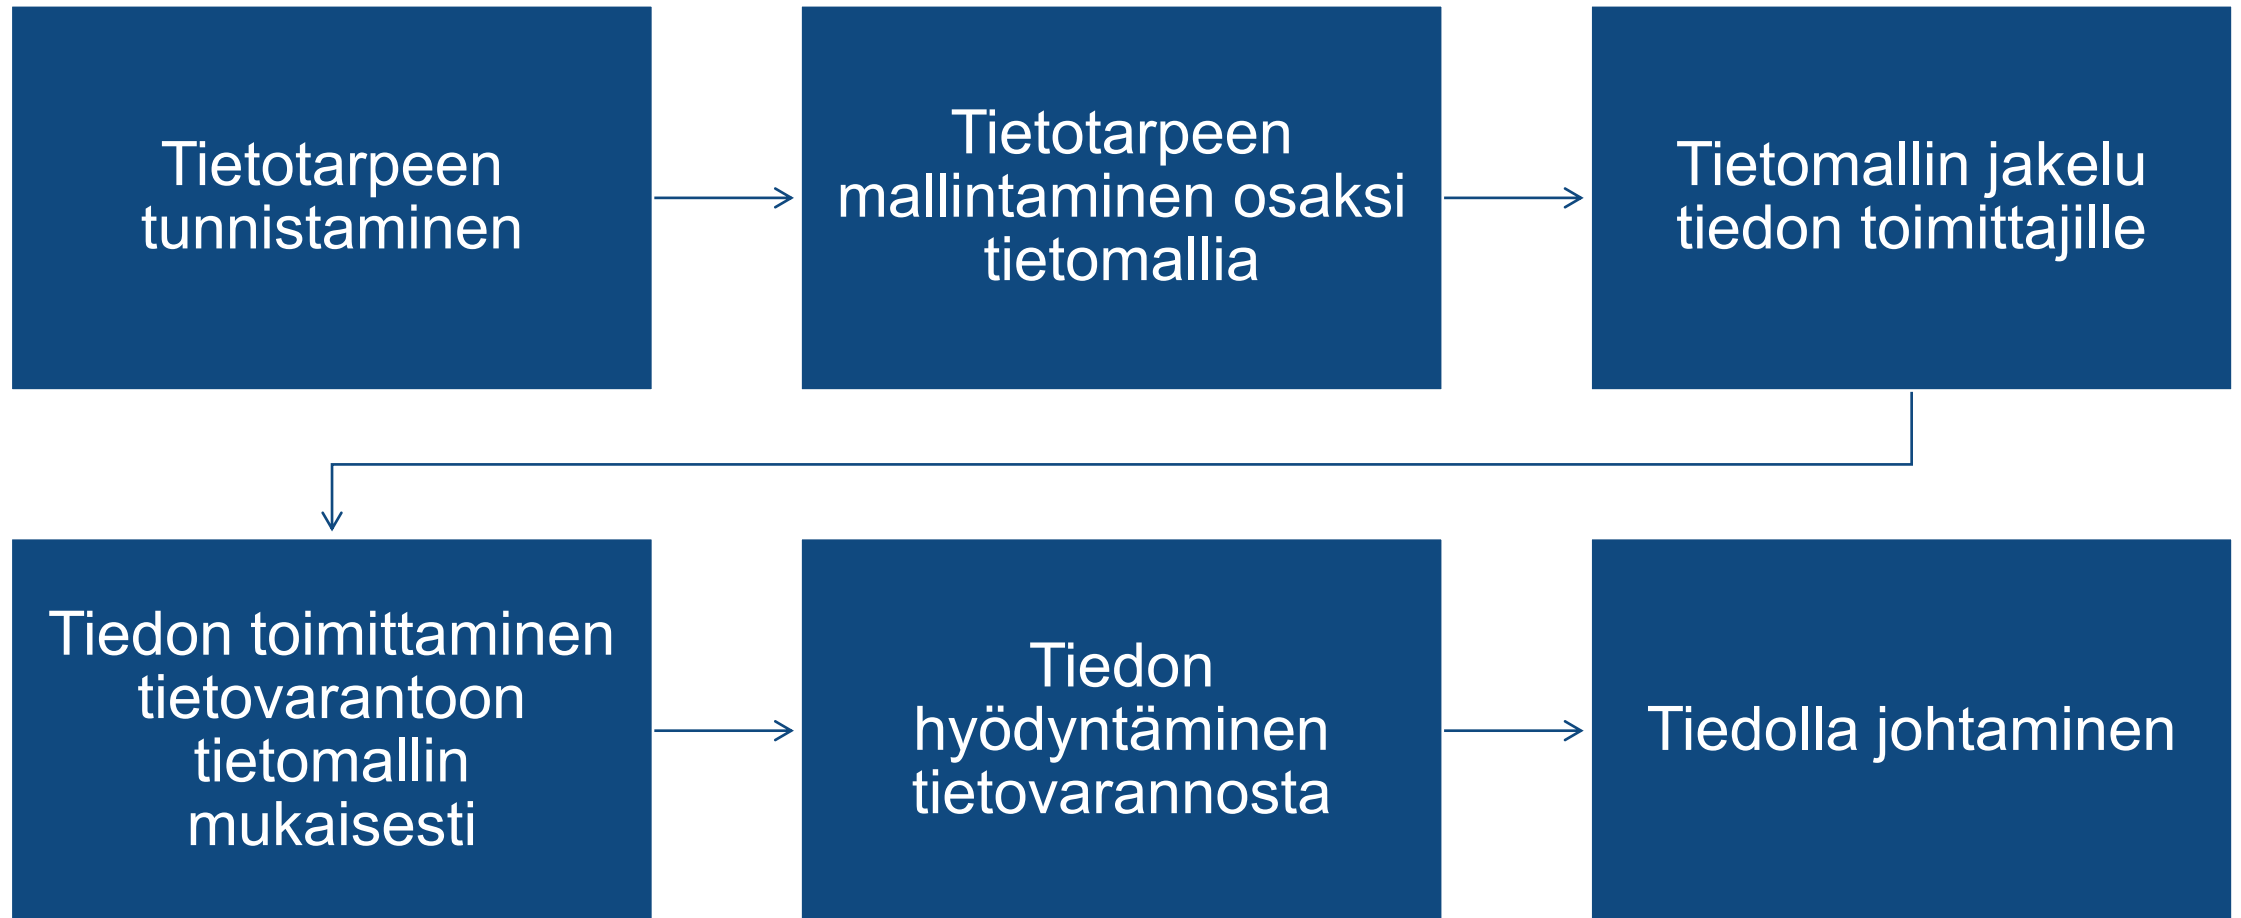 Tietotarpeen
tunnistaminen
Tietotarpeen
mallintaminen osaksi
tietomallia
Tietomallin jakelu
tiedon toimittajille
Tiedon toimittaminen
tietovarantoon
tietomallin
mukaisesti
Tiedon
hyödyntäminen
tietovarannosta
Tiedolla johtaminen